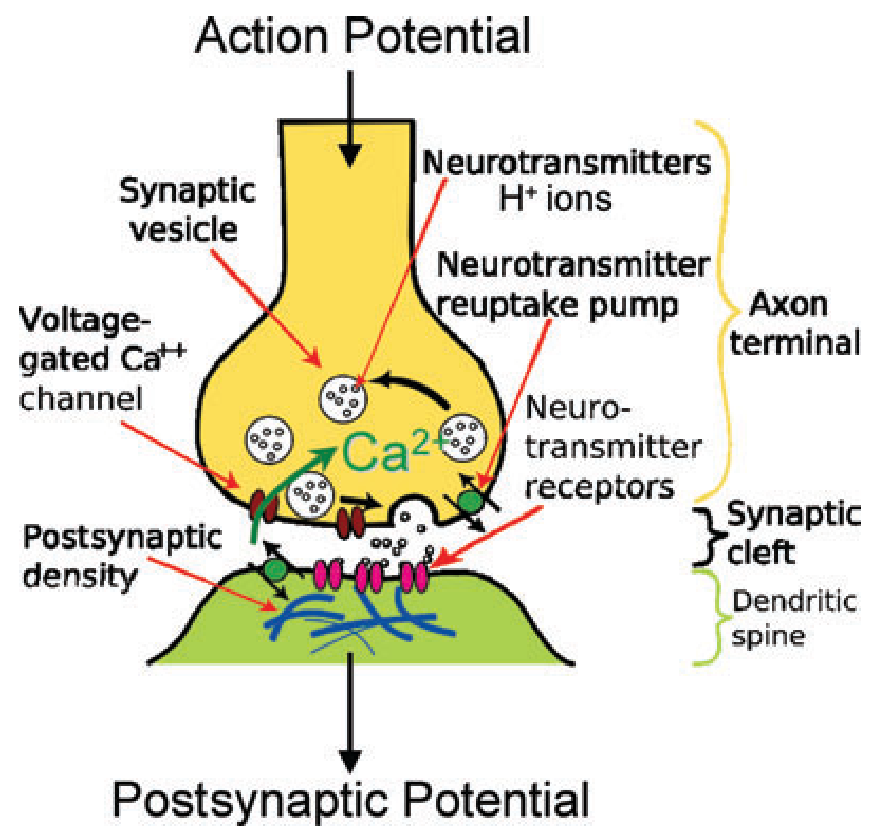 Action Potential
Neurotransmitters
H⁺ ions
Synaptic
vesicle
Neurotransmitter
reuptake pump
Axon
terminal
Voltage-
gated Ca⁺⁺
channel
Neuro-
transmitter
receptors
Ca²⁺
Synaptic
cleft
Postsynaptic
density
Dendritic
spine
Postsynaptic Potential